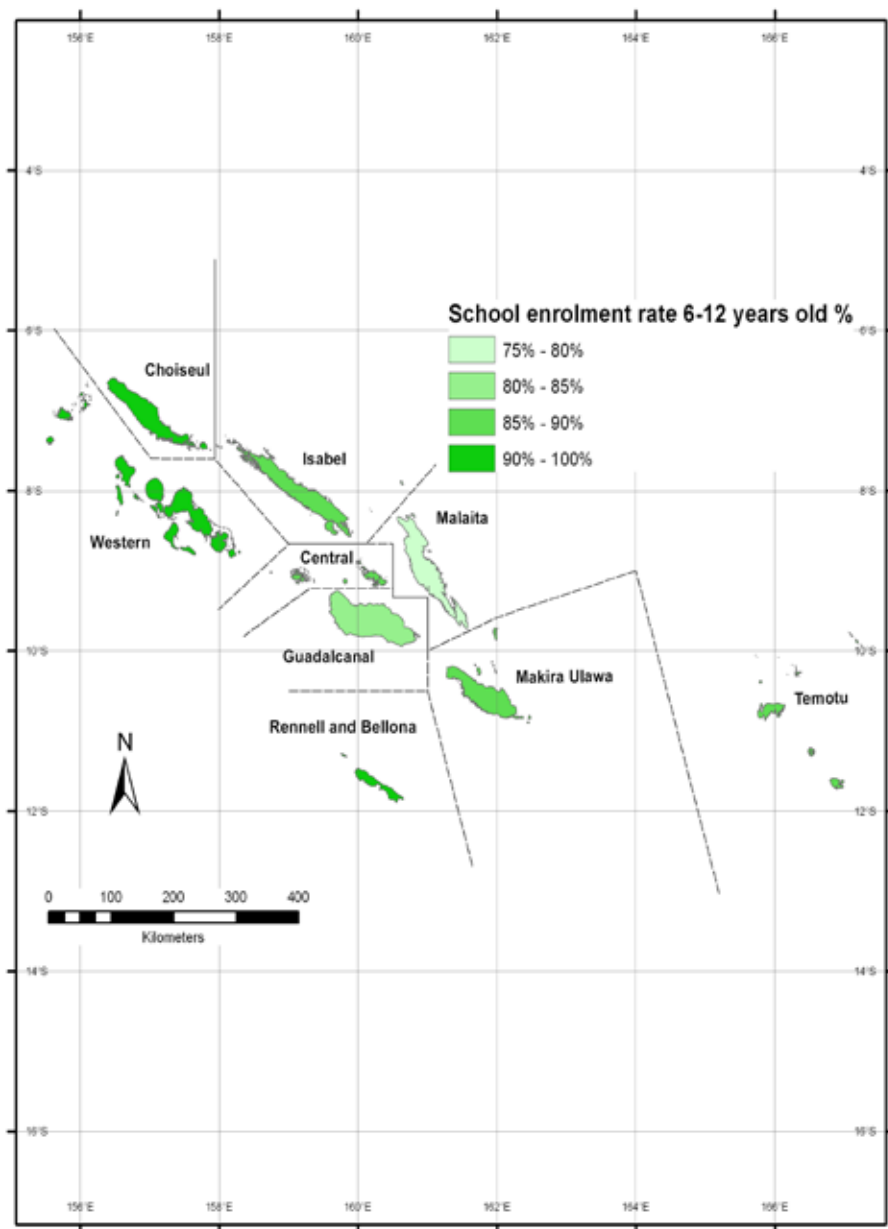 156°E 158°E 160°E 162°E 164°E 166°E
4°S 4°S
School enrolment rate 6-12 years old %
6°S 6°S
75% - 80%
Choiseul
80% - 85%
85% - 90%
Isabel
90% - 100%
8°S 8°S
Malaita
Western
Central
10°S 10°S
Guadalcanal
Makira Ulawa
Temotu
Rennell and Bellona
N
12°S 12°S
0 100 200 300 400
Kilometers
14°S 14°S
16°S 16°S
156°E 158°E 160°E 162°E 164°E 166°E